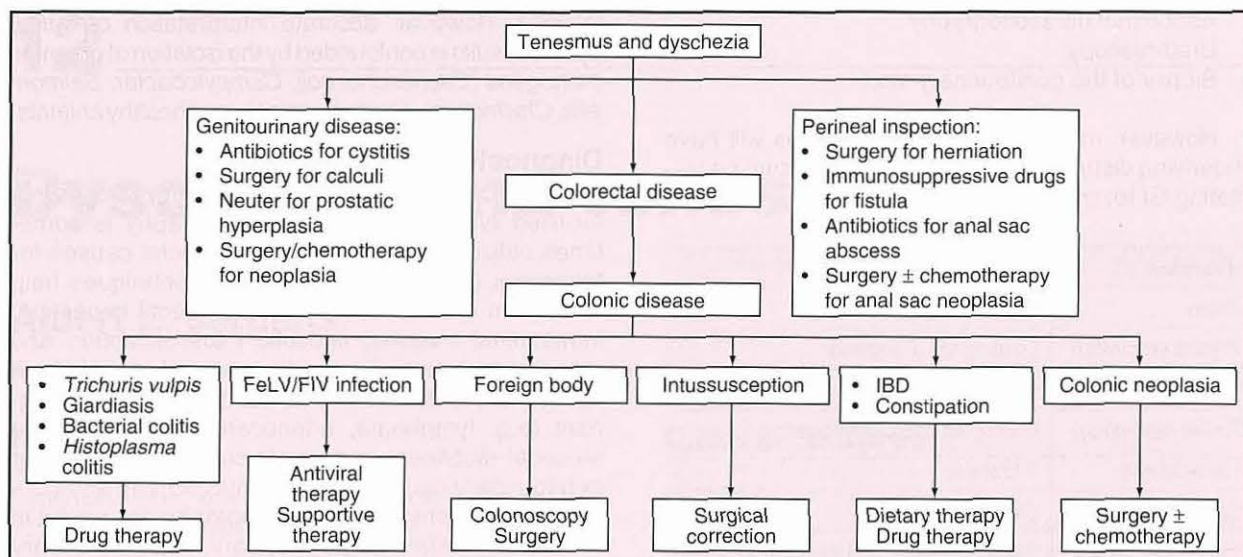 Tenesmus and dyschezia
Genitourinary disease:
• Antibiotics for cystitis
• Surgery for calculi
• Neuter for prostatic
hyperplasia
• Surgery/chemotherapy
for neoplasia
Colorectal disease
Colonic disease
Perineal inspection:
• Surgery for herniation
• Immunosuppressive drugs
for fistula
• Antibiotics for anal sac
abscess
• Surgery ± chemotherapy
for anal sac neoplasia
• Trichuris vulpis
• Giardiasis
• Bacterial colitis
• Histoplasma
colitis
FeLV/FIV infection
Foreign body
Intussusception
• IBD
• Constipation
Colonic neoplasia
Drug therapy
Antiviral
therapy
Supportive
therapy
Colonoscopy
Surgery
Surgical
correction
Dietary therapy
Drug therapy
Surgery ±
chemotherapy